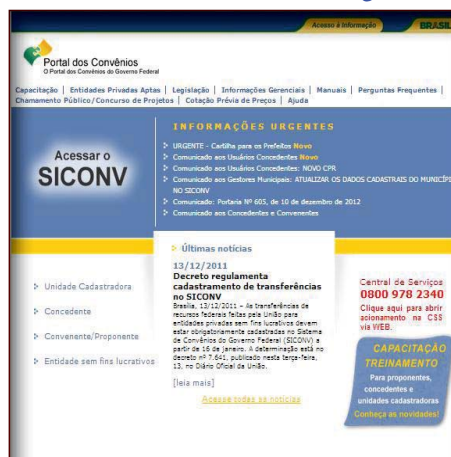 Acesso à Informação
BRASIL
Portal dos Convênios
O Portal dos Convênios do Governo Federal
Capacitação | Entidades Privadas Aptas | Legislação | Informações Gerenciais | Manuais | Perguntas Frequentes |
Chamamento Público/Concurso de Projetos | Cotação Prévia de Preços | Ajuda
Acessar o
SICONV
INFORMAÇÕES URGENTES
URGENTE - Cartilha para os Prefeitos Novo
Comunicado aos Usuários Concedentes Novo
Comunicado aos Usuários Concedentes: NOVO CPR
Comunicado aos Gestores Municipais: ATUALIZAR OS DADOS CADASTRAIS DO MUNICÍPI
NO SICONV
Comunicado: Portaria Nº 605, de 10 de dezembro de 2012
Comunicado aos Concedentes e Convenentes
Unidade Cadastradora
Concedente
Convenente/Proponente
Entidade sem fins lucrativos
Últimas notícias
13/12/2011
Decreto regulamenta
cadastramento de transferências
no SICONV
Brasília, 13/12/2011 – As transferências de
recursos federais feitas pela União para
entidades privadas sem fins lucrativos devem
estar obrigatoriamente cadastradas no Sistema
de Convênios do Governo Federal (SICONV) a
partir de 16 de janeiro. A determinação está no
decreto nº 7.641, publicado nesta terça-feira,
13, no Diário Oficial da União.
[leia mais]
Acesse todas as notícias
Central de Serviços
0800 978 2340
Clique aqui para abrir
acionamento na CSS
via WEB.
CAPACITAÇÃO
TREINAMENTO
Para proponentes,
concedentes e
unidades cadastradoras
Conheça as novidades!